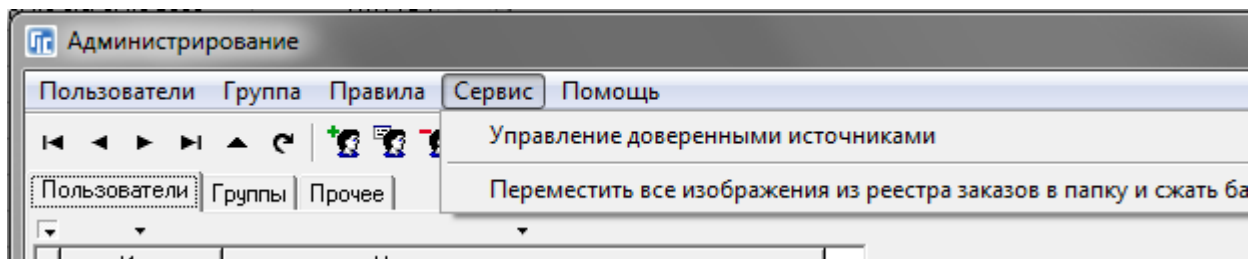 Администрирование
Пользователи Группа Правила Сервис Помощь
Управление доверенными источниками
Пользователи Группы Прочее
Переместить все изображения из реестра заказов в папку и сжать ба